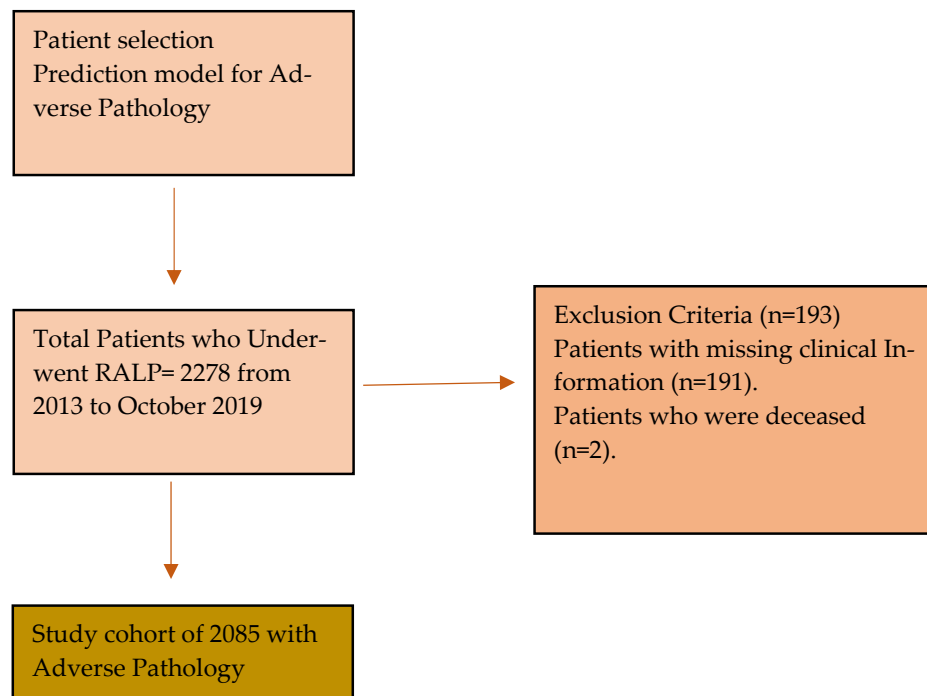 Patient selection
Prediction model for Ad-
verse Pathology
Total Patients who Under-
went RALP= 2278 from
2013 to October 2019
Exclusion Criteria (n=193)
Patients with missing clinical In-
formation (n=191).
Patients who were deceased
(n=2).
Study cohort of 2085 with
Adverse Pathology